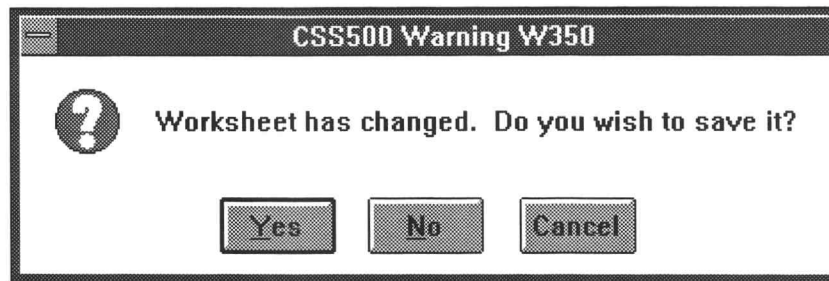 CSS500 Warning W350
Worksheet has changed. Do you wish to save it?
Yes No Cancel